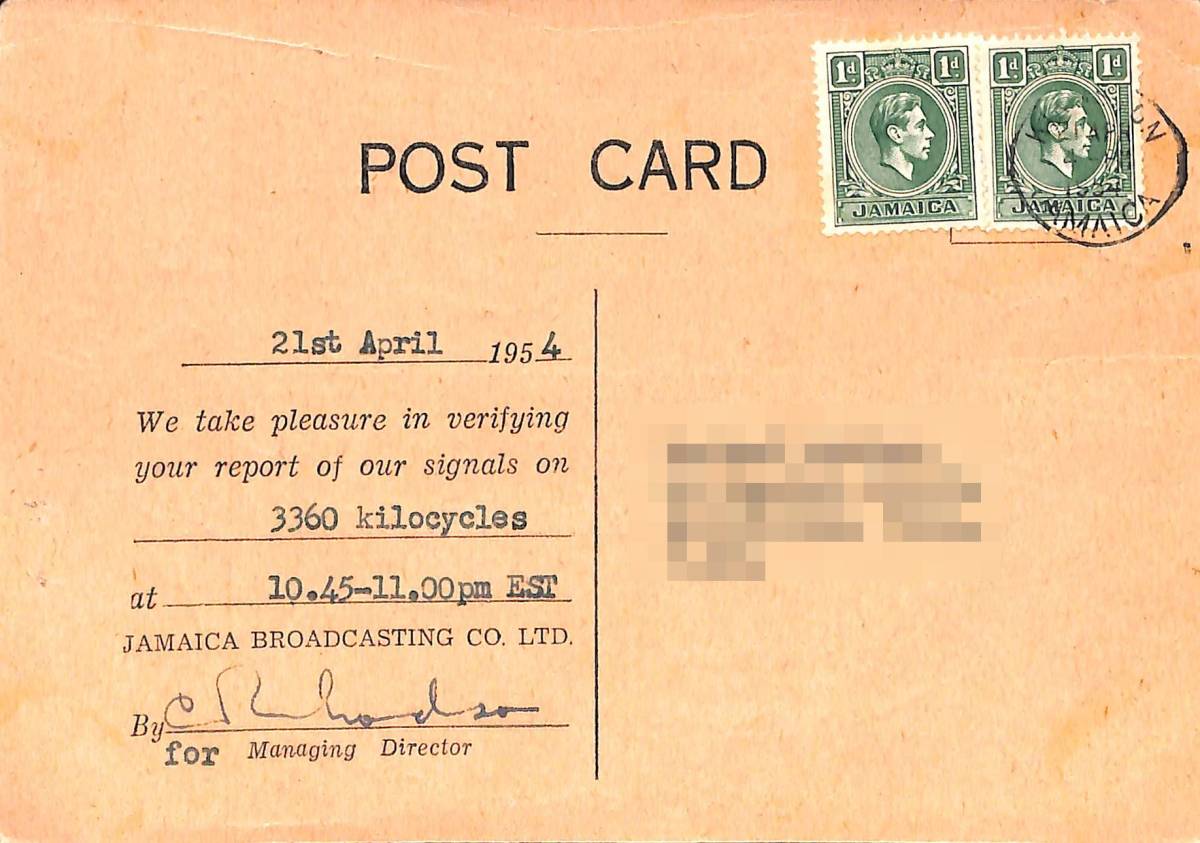 POST CARD
1d 1d
JAMAICA
1d 1d
JAMAICA
JAMAICA
21st April 1954
We take pleasure in verifying
your report of our signals on
3360 kilocycles
at 10.45-11.00pm EST
JAMAICA BROADCASTING CO. LTD.
By C Richardson
for Managing Director